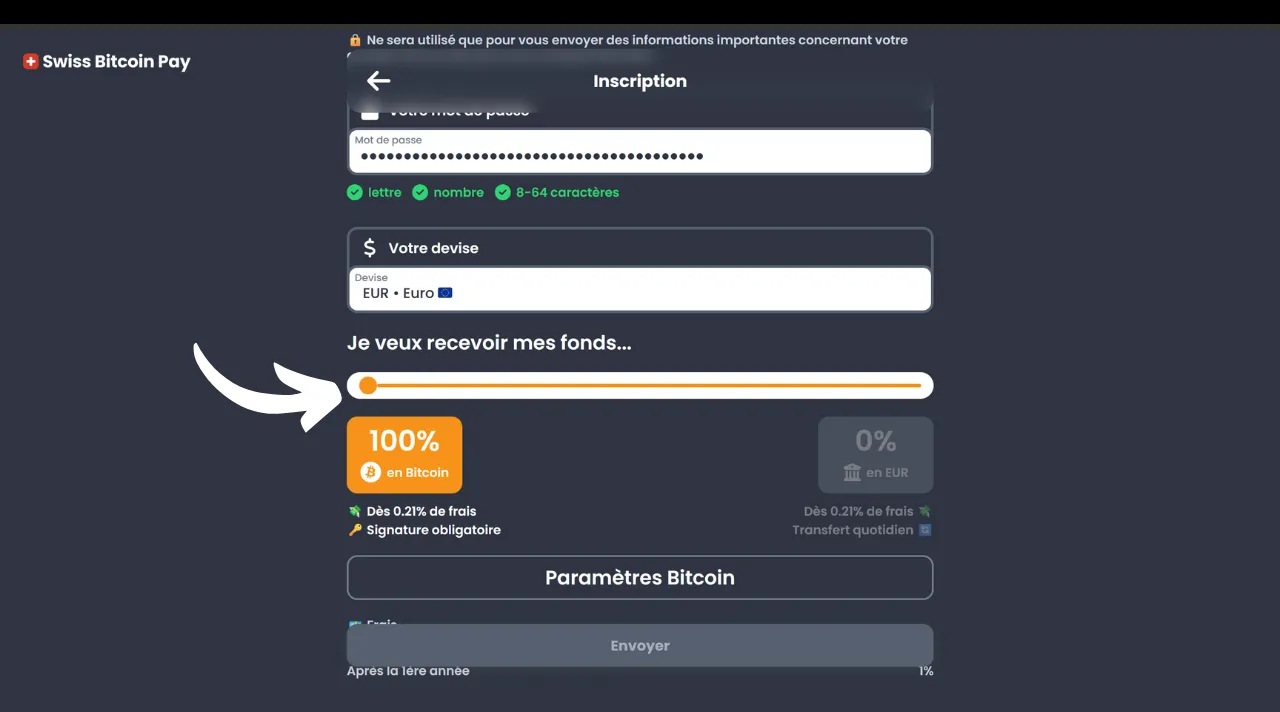 🔒 Ne sera utilisé que pour vous envoyer des informations importantes concernant votre
Swiss Bitcoin Pay
Inscription
Votre mot de passe
Mot de passe
••••••••••••••••••••••••••••••••••••••••
lettre nombre 8-64 caractères
$ Votre devise
Devise
EUR • Euro 🇪🇺
Je veux recevoir mes fonds...
100% 0%
en Bitcoin en EUR
💸 Dès 0.21% de frais Dès 0.21% de frais 💸
🔑 Signature obligatoire Transfert quotidien 🔄
Paramètres Bitcoin
Frais
Envoyer
Après la 1ère année 1%